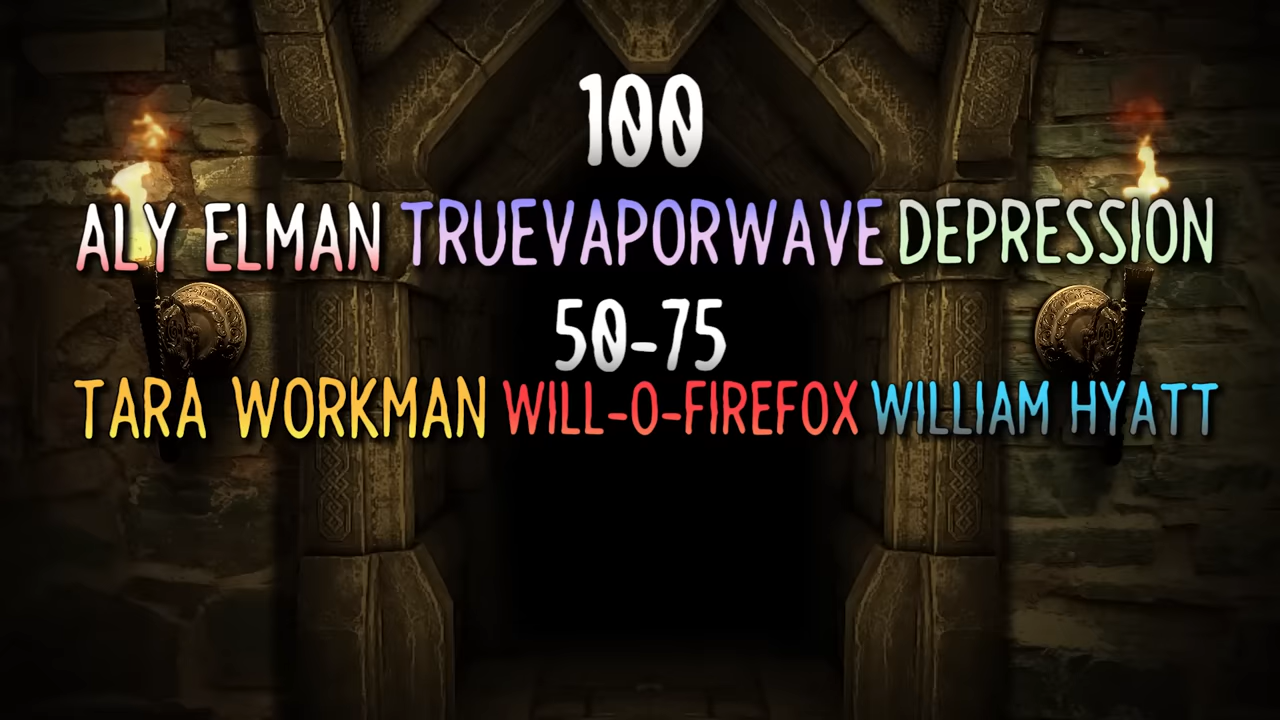 100
ALY ELMAN TRUEVAPORWAVE DEPRESSION
50-75
TARA WORKMAN WILL-O-FIREFOX WILLIAM HYATT